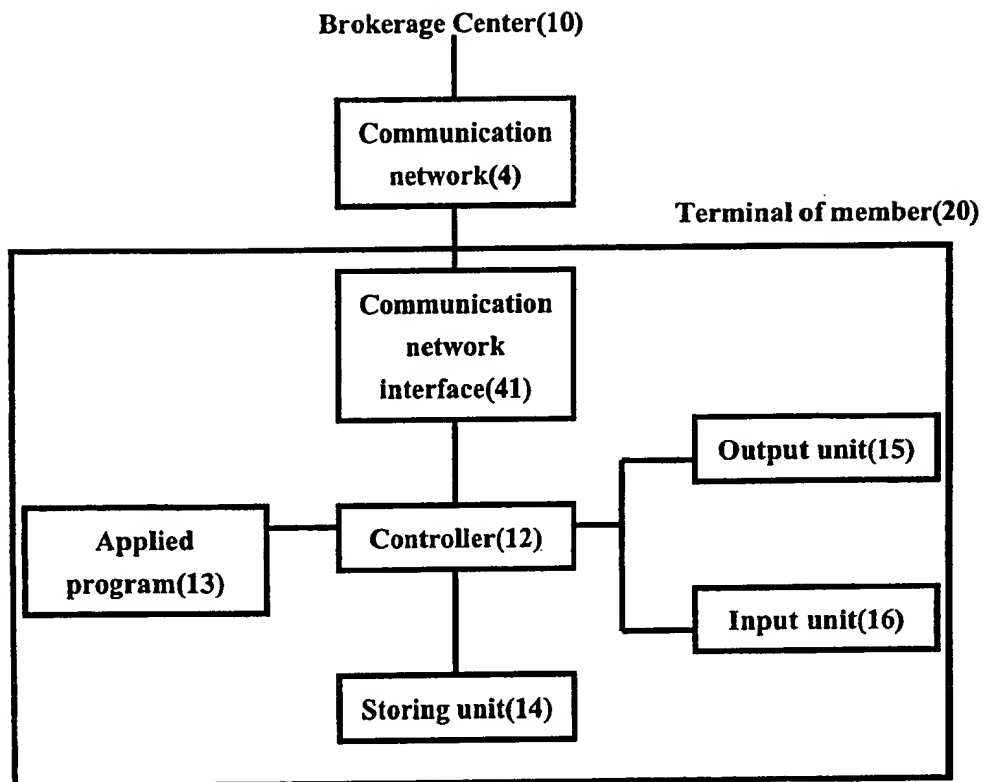 Brokerage Center(10)
Communication
network(4)
Terminal of member(20)
Communication
network
interface(41)
Output unit(15)
Applied
program(13)
Controller(12)
Input unit(16)
Storing unit(14)